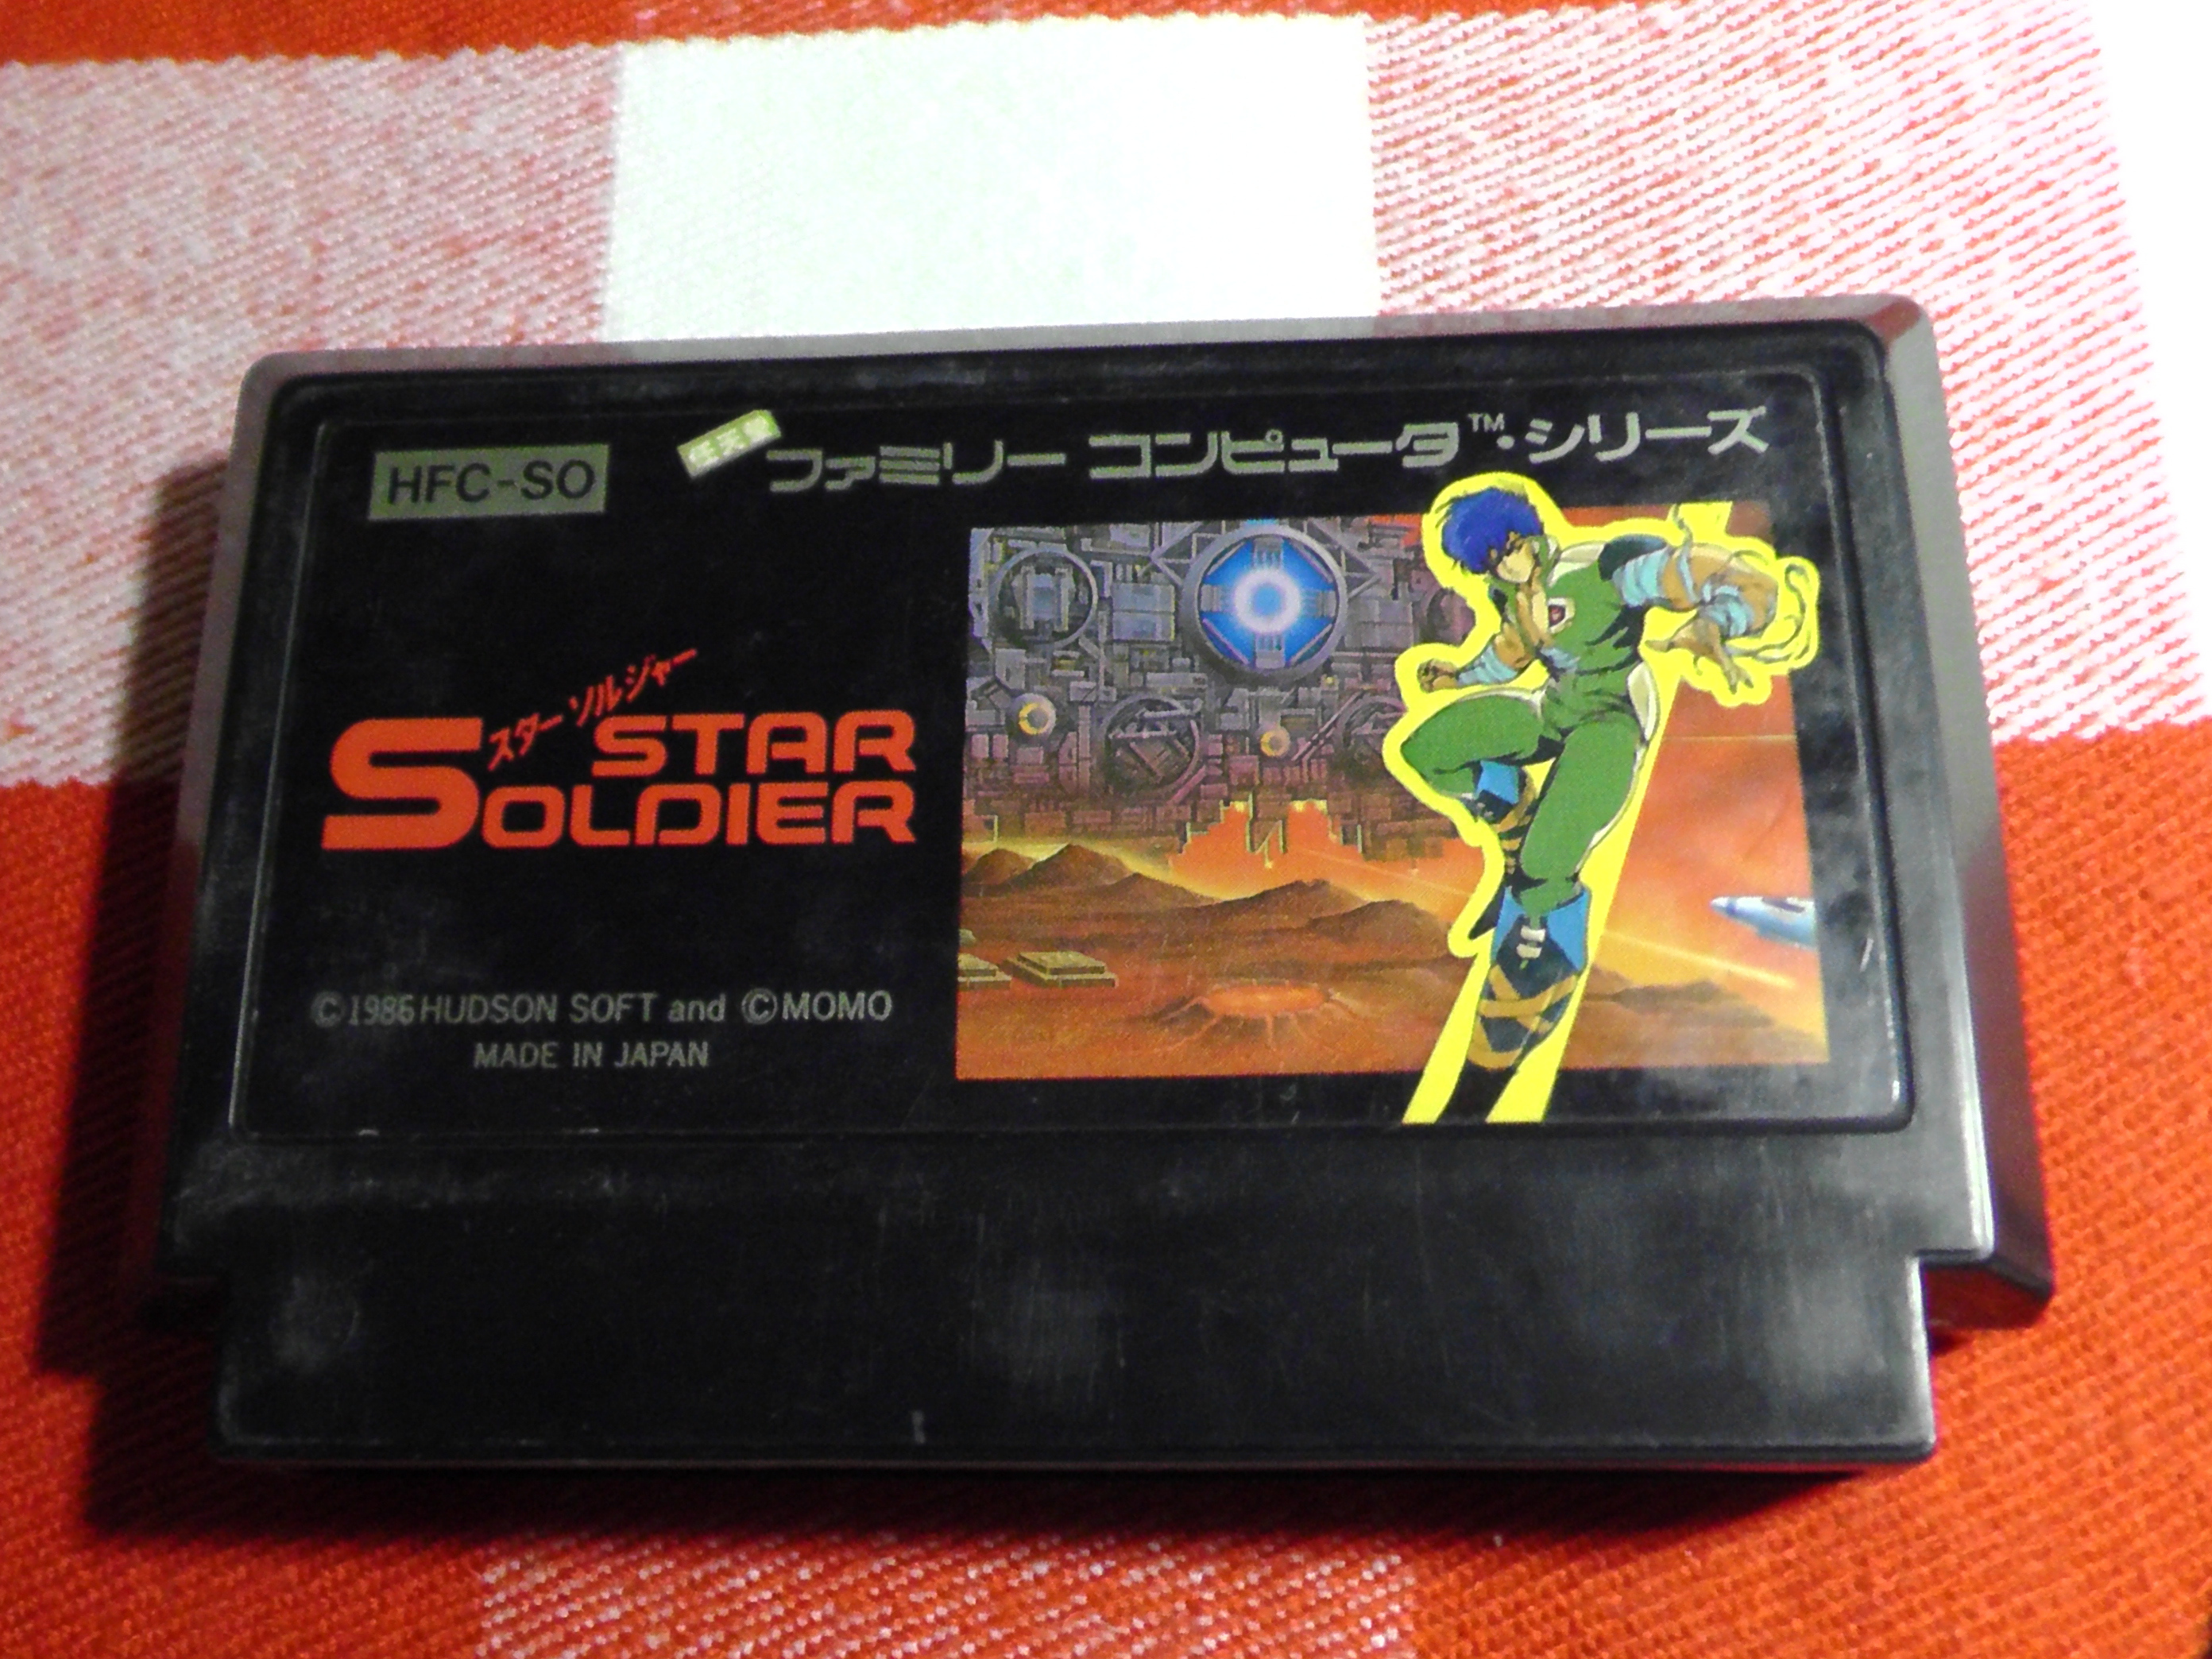 HFC-SO
任天堂 ファミリー コンピュータ™・シリーズ
スター ソルジャー
STAR
SOLDIER
©1986 HUDSON SOFT and ©MOMO
MADE IN JAPAN